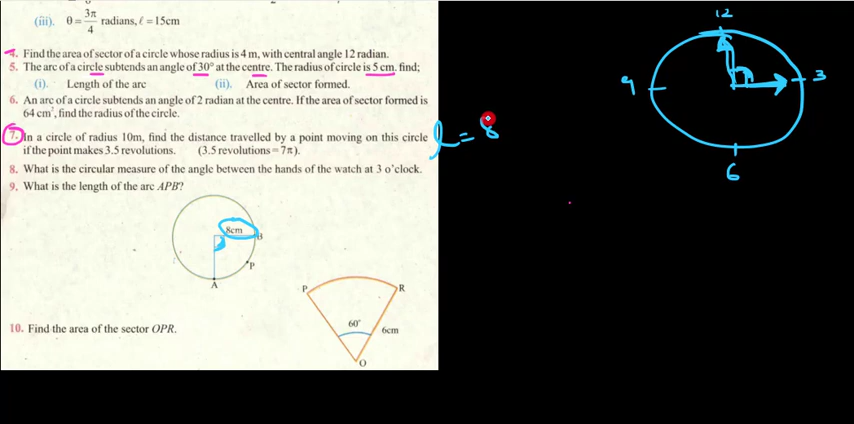 (iii). θ = 3π/4 radians, ℓ = 15cm
4. Find the area of sector of a circle whose radius is 4 m, with central angle 12 radian.
5. The arc of a circle subtends an angle of 30° at the centre. The radius of circle is 5 cm. find;
(i). Length of the arc (ii). Area of sector formed.
6. An arc of a circle subtends an angle of 2 radian at the centre. If the area of sector formed is
64 cm², find the radius of the circle.
7. In a circle of radius 10m, find the distance travelled by a point moving on this circle
if the point makes 3.5 revolutions. (3.5 revolutions = 7π).
8. What is the circular measure of the angle between the hands of the watch at 3 o'clock.
9. What is the length of the arc APB?
8cm
B
P
A
10. Find the area of the sector OPR.
P
R
60°
6cm
O
l = 8
12
3
6
9